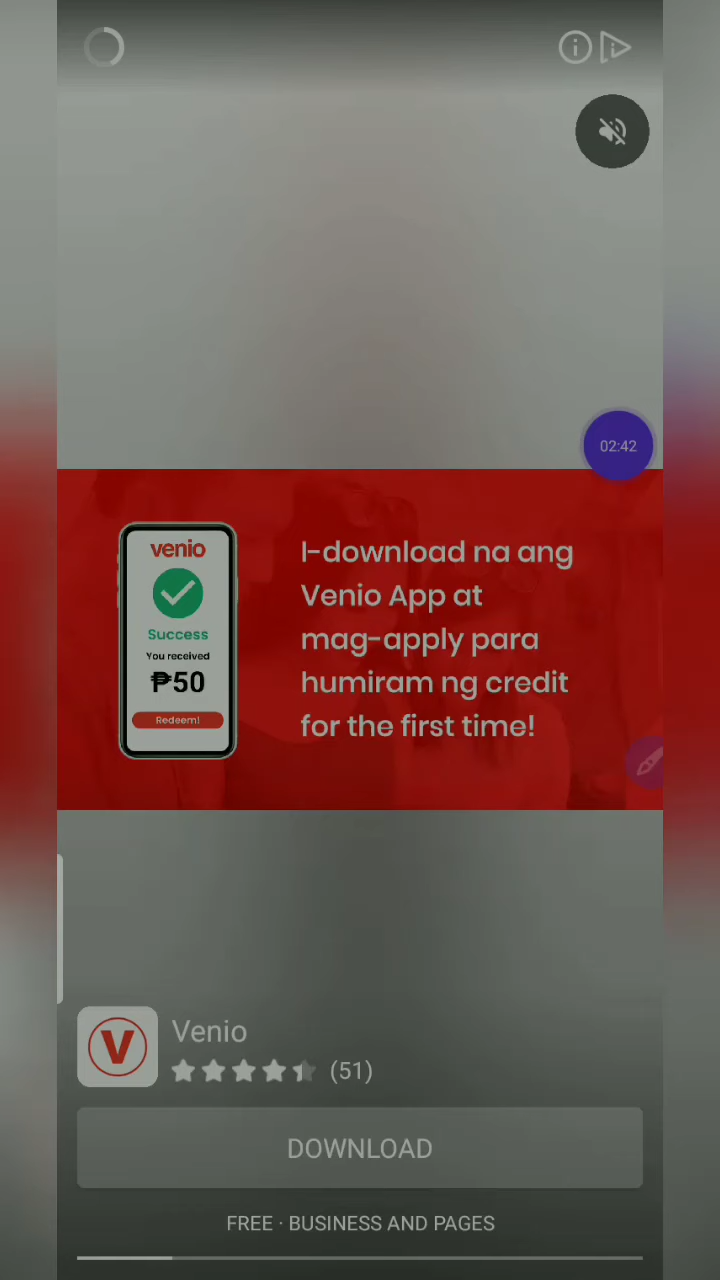 02:42
venio
Success
You received
₱50
Redeem!
I-download na ang
Venio App at
mag-apply para
humiram ng credit
for the first time!
V
Venio
(51)
DOWNLOAD
FREE · BUSINESS AND PAGES